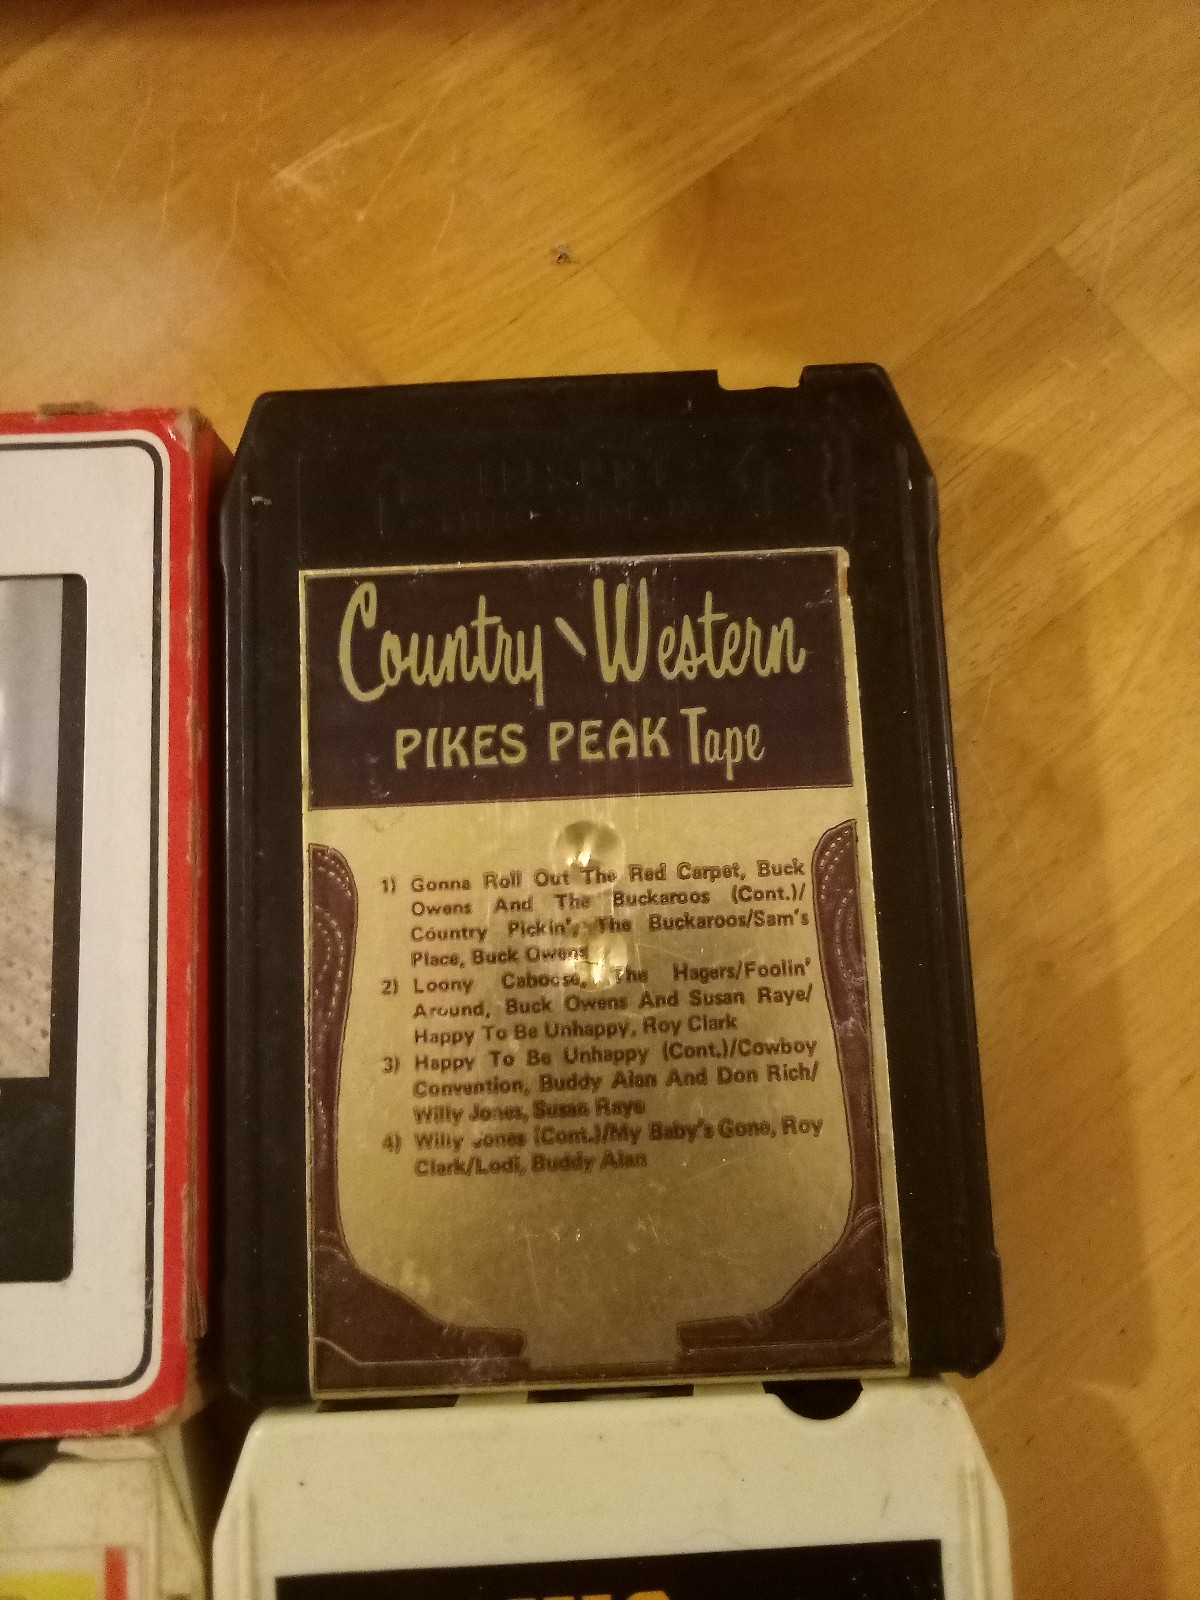 INSERT
Country \ Western
PIKES PEAK Tape
1) Gonna Roll Out The Red Carpet, Buck
Owens And The Buckaroos (Cont.)/
Country Pickin', The Buckaroos/Sam's
Place, Buck Owens
2) Loony Caboose, The Hagers/Foolin'
Around, Buck Owens And Susan Raye/
Happy To Be Unhappy, Roy Clark
3) Happy To Be Unhappy (Cont.)/Cowboy
Convention, Buddy Alan And Don Rich/
Willy Jones, Susan Raye
4) Willy Jones (Cont.)/My Baby's Gone, Roy
Clark/Lodi, Buddy Alan